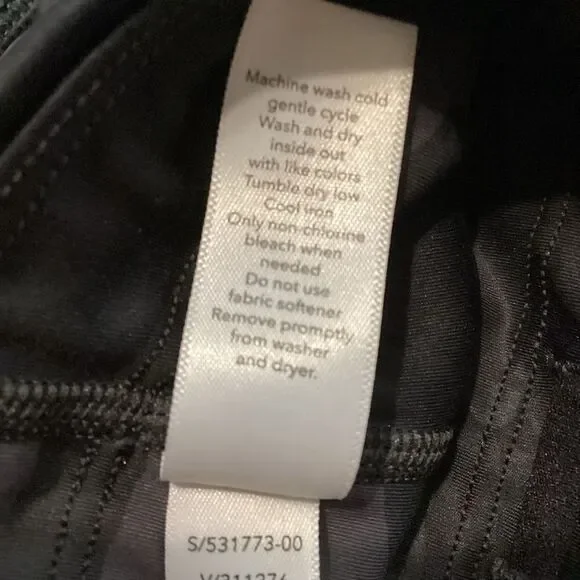 Machine wash cold
gentle cycle
Wash and dry
inside out
with like colors
Tumble dry low
Cool iron
Only non-chlorine
bleach when
needed
Do not use
fabric softener
Remove promptly
from washer
and dryer.
S/531773-00